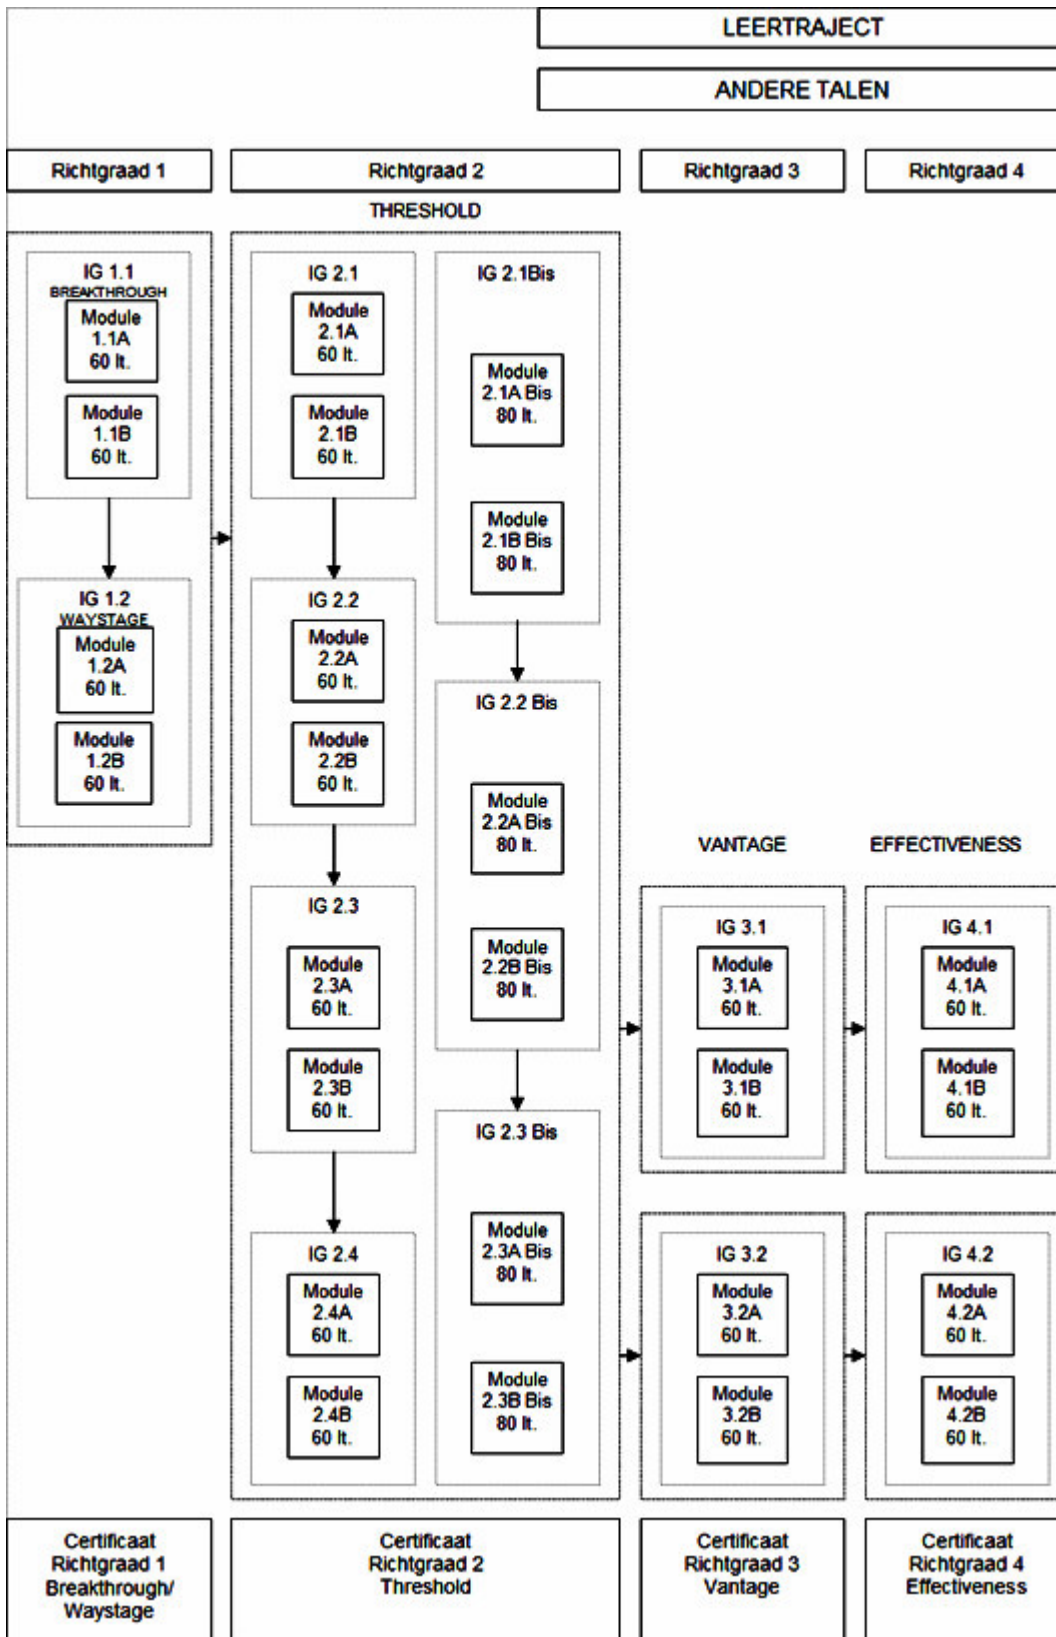 LEERTRAJECT
ANDERE TALEN
Richtgraad 1
Richtgraad 2
Richtgraad 3
Richtgraad 4
THRESHOLD
IG 1.1
BREAKTHROUGH
Module
1.1A
60 lt.
Module
1.1B
60 lt.
IG 1.2
WAYSTAGE
Module
1.2A
60 lt.
Module
1.2B
60 lt.
IG 2.1
Module
2.1A
60 lt.
Module
2.1B
60 lt.
IG 2.2
Module
2.2A
60 lt.
Module
2.2B
60 lt.
IG 2.3
Module
2.3A
60 lt.
Module
2.3B
60 lt.
IG 2.4
Module
2.4A
60 lt.
Module
2.4B
60 lt.
IG 2.1Bis
Module
2.1A Bis
80 lt.
Module
2.1B Bis
80 lt.
IG 2.2 Bis
Module
2.2A Bis
80 lt.
Module
2.2B Bis
80 lt.
IG 2.3 Bis
Module
2.3A Bis
80 lt.
Module
2.3B Bis
80 lt.
VANTAGE
IG 3.1
Module
3.1A
60 lt.
Module
3.1B
60 lt.
IG 3.2
Module
3.2A
60 lt.
Module
3.2B
60 lt.
EFFECTIVENESS
IG 4.1
Module
4.1A
60 lt.
Module
4.1B
60 lt.
IG 4.2
Module
4.2A
60 lt.
Module
4.2B
60 lt.
Certificaat
Richtgraad 1
Breakthrough/
Waystage
Certificaat
Richtgraad 2
Threshold
Certificaat
Richtgraad 3
Vantage
Certificaat
Richtgraad 4
Effectiveness